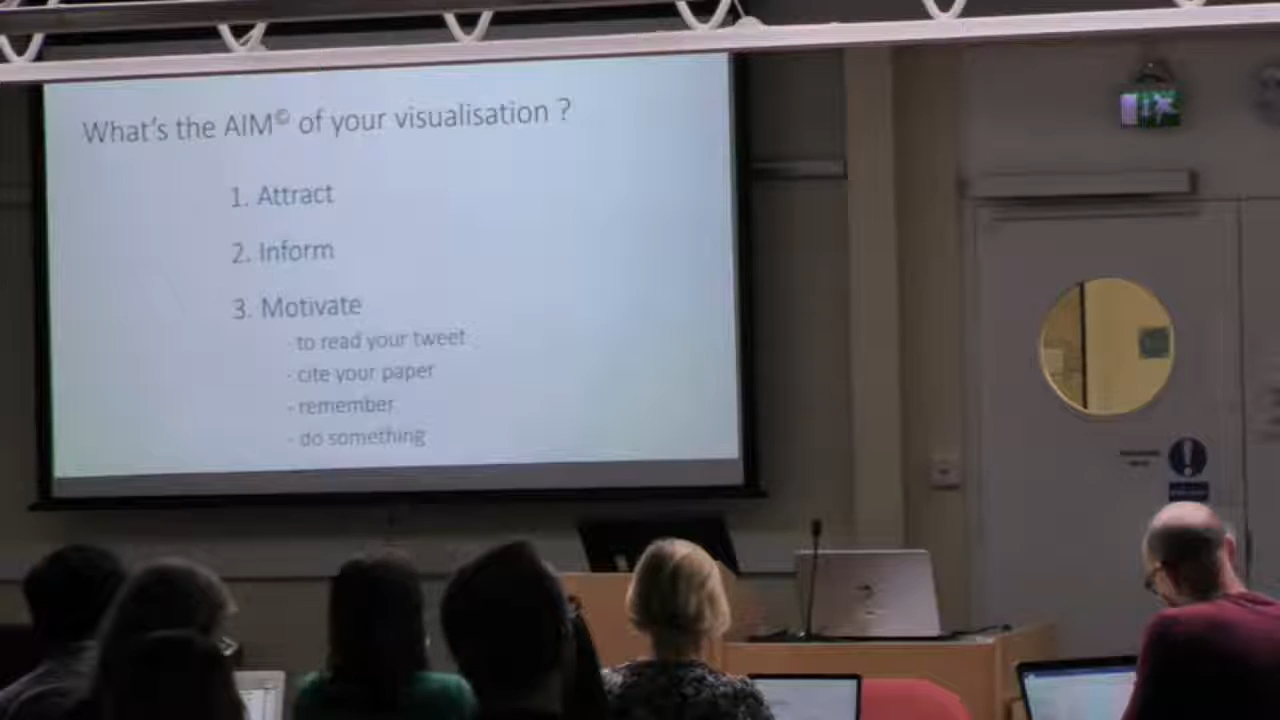 What's the AIM© of your visualisation ?
1. Attract
2. Inform
3. Motivate
- to read your tweet
- cite your paper
- remember
- do something